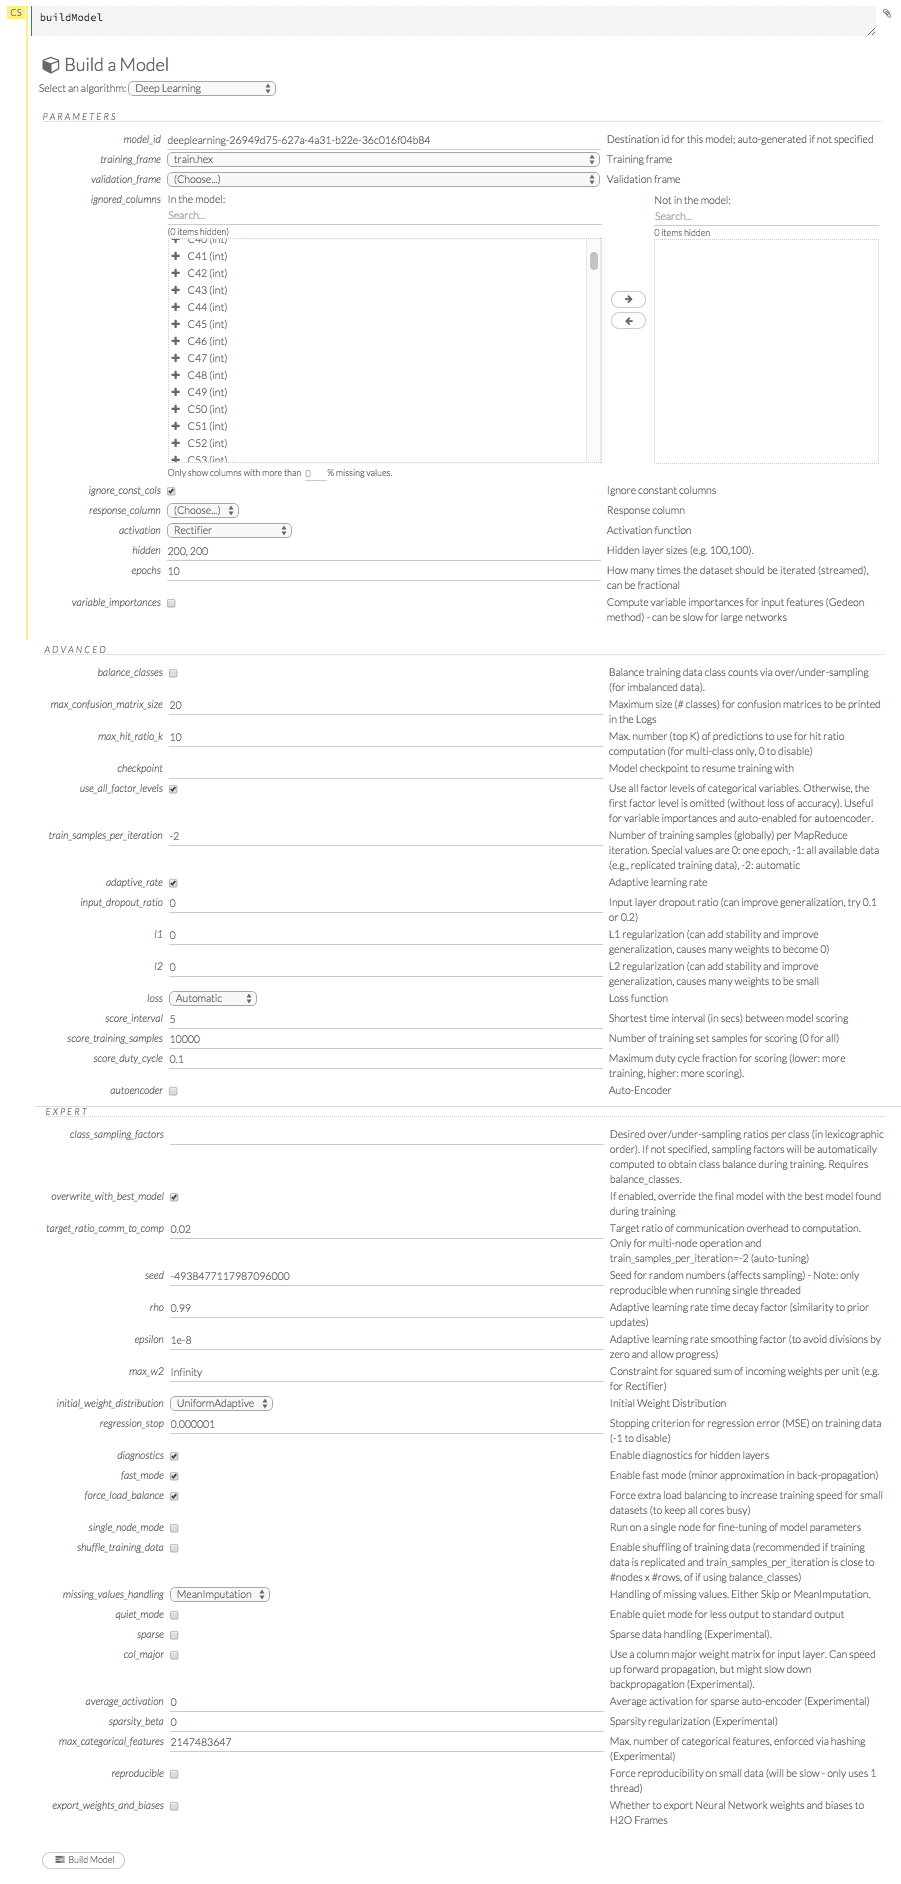 CS
buildModel
Build a Model
Select an algorithm: Deep Learning
PARAMETERS
model_id deeplearning-26949d75-627a-4a31-b22e-36c016f04b84 Destination id for this model; auto-generated if not specified
training_frame train.hex Training frame
validation_frame (Choose...) Validation frame
ignored_columns In the model: Not in the model:
Search... Search...
(0 items hidden) 0 items hidden
C40 (int)
C41 (int)
C42 (int)
C43 (int)
C44 (int)
C45 (int)
C46 (int)
C47 (int)
C48 (int)
C49 (int)
C50 (int)
C51 (int)
C52 (int)
C53 (int)
Only show columns with more than 0 % missing values.
ignore_const_cols Ignore constant columns
response_column (Choose...) Response column
activation Rectifier Activation function
hidden 200, 200 Hidden layer sizes (e.g. 100,100).
epochs 10 How many times the dataset should be iterated (streamed),
can be fractional
variable_importances Compute variable importances for input features (Gedeon
method) - can be slow for large networks
ADVANCED
balance_classes Balance training data class counts via over/under-sampling
(for imbalanced data).
max_confusion_matrix_size 20 Maximum size (# classes) for confusion matrices to be printed
in the Logs
max_hit_ratio_k 10 Max. number (top K) of predictions to use for hit ratio
computation (for multi-class only, 0 to disable)
checkpoint Model checkpoint to resume training with
use_all_factor_levels Use all factor levels of categorical variables. Otherwise, the
first factor level is omitted (without loss of accuracy). Useful
for variable importances and auto-enabled for autoencoder.
train_samples_per_iteration -2 Number of training samples (globally) per MapReduce
iteration. Special values are 0: one epoch, -1: all available data
(e.g., replicated training data), -2: automatic
adaptive_rate Adaptive learning rate
input_dropout_ratio 0 Input layer dropout ratio (can improve generalization, try 0.1
or 0.2)
l1 0 L1 regularization (can add stability and improve
generalization, causes many weights to become 0)
l2 0 L2 regularization (can add stability and improve
generalization, causes many weights to be small
loss Automatic Loss function
score_interval 5 Shortest time interval (in secs) between model scoring
score_training_samples 10000 Number of training set samples for scoring (0 for all)
score_duty_cycle 0.1 Maximum duty cycle fraction for scoring (lower: more
training, higher: more scoring).
autoencoder Auto-Encoder
EXPERT
class_sampling_factors Desired over/under-sampling ratios per class (in lexicographic
order). If not specified, sampling factors will be automatically
computed to obtain class balance during training. Requires
balance_classes.
overwrite_with_best_model If enabled, override the final model with the best model found
during training
target_ratio_comm_to_comp 0.02 Target ratio of communication overhead to computation.
Only for multi-node operation and
train_samples_per_iteration=-2 (auto-tuning)
seed -4938477117987096000 Seed for random numbers (affects sampling) - Note: only
reproducible when running single threaded
rho 0.99 Adaptive learning rate time decay factor (similarity to prior
updates)
epsilon 1e-8 Adaptive learning rate smoothing factor (to avoid divisions by
zero and allow progress)
max_w2 Infinity Constraint for squared sum of incoming weights per unit (e.g.
for Rectifier)
initial_weight_distribution UniformAdaptive Initial Weight Distribution
regression_stop 0.000001 Stopping criterion for regression error (MSE) on training data
(-1 to disable)
diagnostics Enable diagnostics for hidden layers
fast_mode Enable fast mode (minor approximation in back-propagation)
force_load_balance Force extra load balancing to increase training speed for small
datasets (to keep all cores busy)
single_node_mode Run on a single node for fine-tuning of model parameters
shuffle_training_data Enable shuffling of training data (recommended if training
data is replicated and train_samples_per_iteration is close to
#nodes x #rows, of if using balance_classes)
missing_values_handling MeanImputation Handling of missing values. Either Skip or MeanImputation.
quiet_mode Enable quiet mode for less output to standard output
sparse Sparse data handling (Experimental).
col_major Use a column major weight matrix for input layer. Can speed
up forward propagation, but might slow down
backpropagation (Experimental).
average_activation 0 Average activation for sparse auto-encoder (Experimental)
sparsity_beta 0 Sparsity regularization (Experimental)
max_categorical_features 2147483647 Max. number of categorical features, enforced via hashing
(Experimental)
reproducible Force reproducibility on small data (will be slow - only uses 1
thread)
export_weights_and_biases Whether to export Neural Network weights and biases to
H2O Frames
Build Model